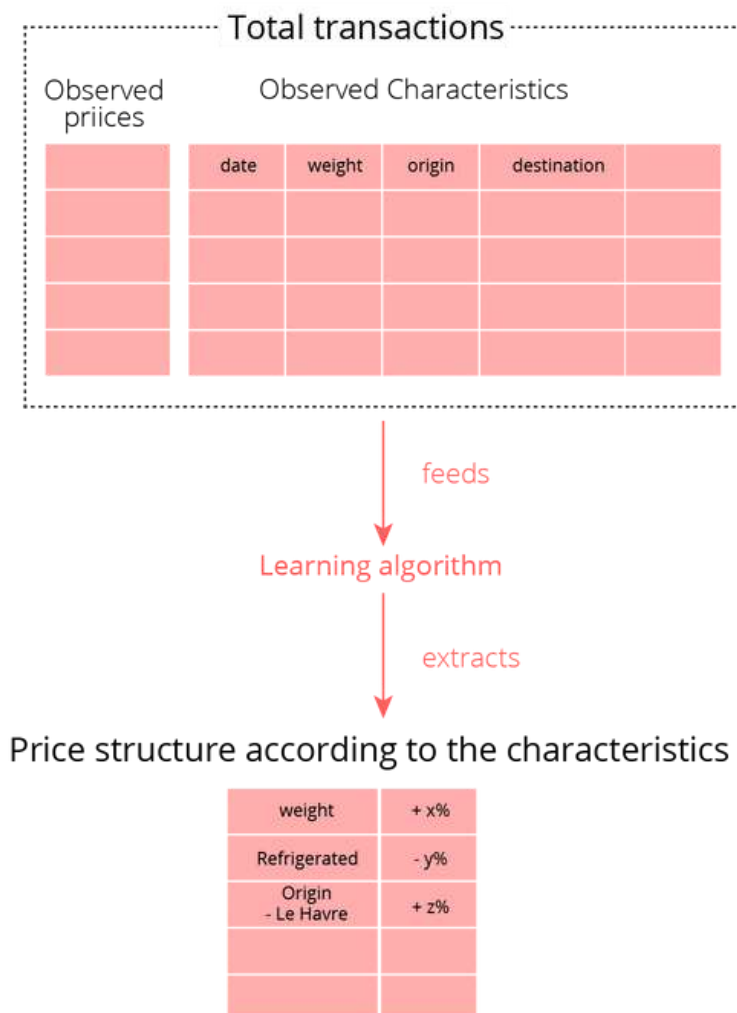 Total transactions
Observed
priices
Observed Characteristics
date weight origin destination
feeds
Learning algorithm
extracts
Price structure according to the characteristics
weight + x%
Refrigerated - y%
Origin
- Le Havre + z%